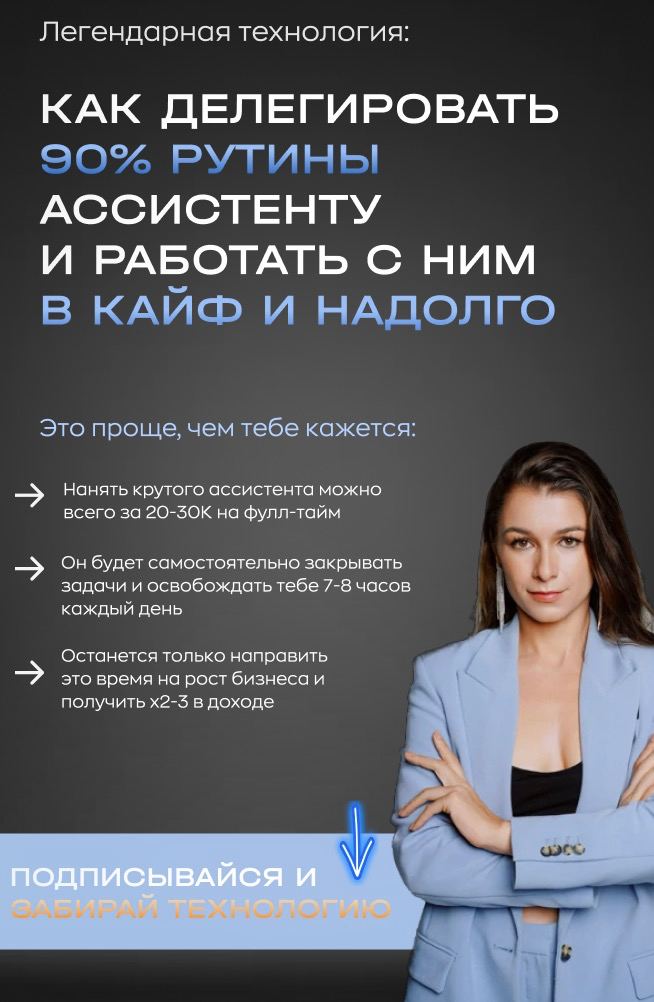 Легендарная технология:
КАК ДЕЛЕГИРОВАТЬ
90% РУТИНЫ
АССИСТЕНТУ
И РАБОТАТЬ С НИМ
В КАЙФ И НАДОЛГО
Это проще, чем тебе кажется:
Нанять крутого ассистента можно
всего за 20-30К на фулл-тайм
Он будет самостоятельно закрывать
задачи и освобождать тебе 7-8 часов
каждый день
Останется только направить
это время на рост бизнеса и
получить х2-3 в доходе
ПОДПИСЫВАЙСЯ И
ЗАБИРАЙ ТЕХНОЛОГИЮ